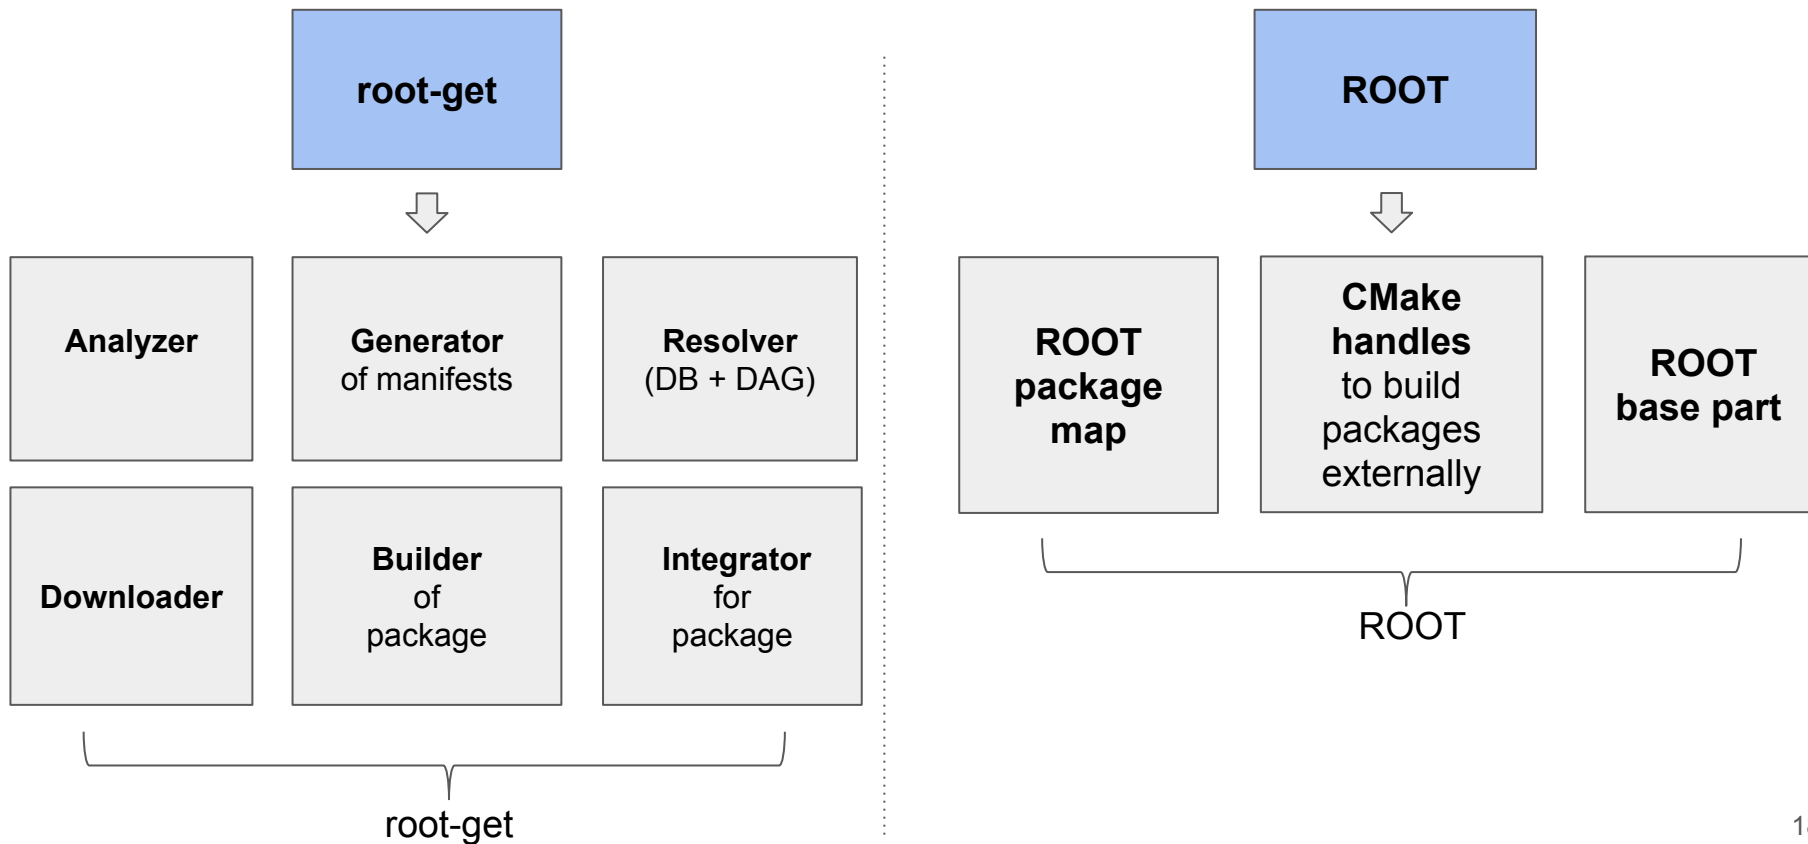 root-get
Analyzer
Generator
of manifests
Resolver
(DB + DAG)
Downloader
Builder
of
package
Integrator
for
package
root-get
ROOT
ROOT
package
map
CMake
handles
to build
packages
externally
ROOT
base part
ROOT